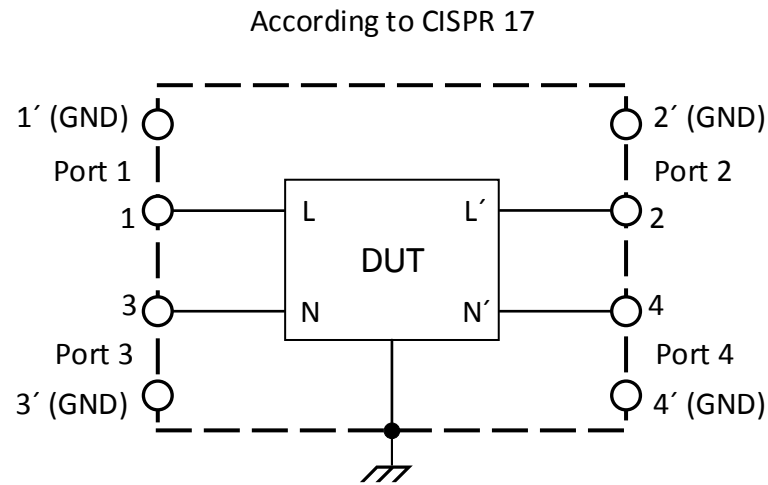 According to CISPR 17
1´ (GND) 2´ (GND)
Port 1 Port 2
1 L L´ 2
DUT
3 N N´ 4
Port 3 Port 4
3´ (GND) 4´ (GND)